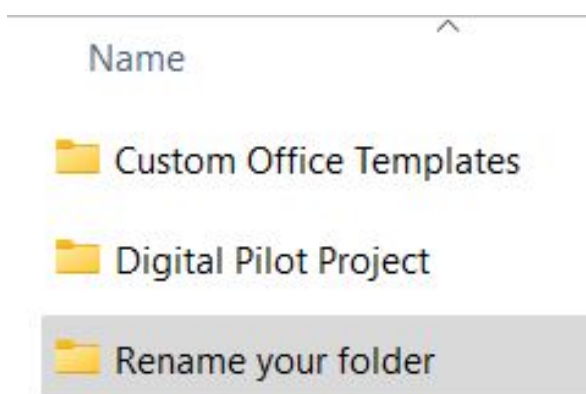 Name
Custom Office Templates
Digital Pilot Project
Rename your folder